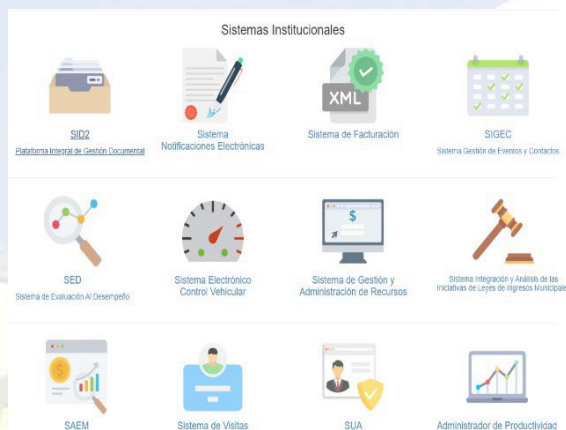 Sistemas Institucionales
SID2
Plataforma Integral de Gestión Documental
Sistema
Notificaciones Electrónicas
XML
Sistema de Facturación
SIGEC
Sistema Gestión de Eventos y Contactos
SED
Sistema de Evaluación Al Desempeño
Sistema Electrónico
Control Vehicular
$
Sistema de Gestión y
Administración de Recursos
Sistema Integración y Análisis de las
Iniciativas de Leyes de Ingresos Municipale
$
SAEM
Sistema de Visitas
SUA
Administrador de Productividad